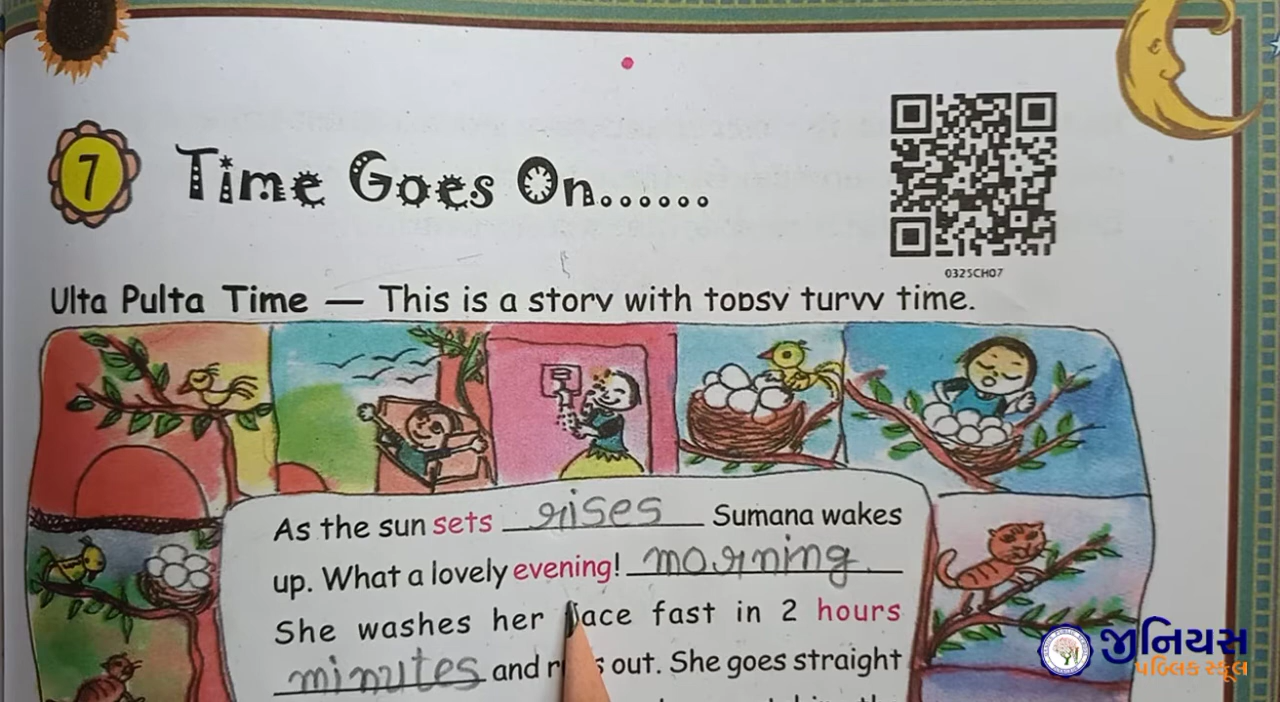 7
Time Goes On......
0325CH07
Ulta Pulta Time — This is a story with topsy turvy time.
As the sun sets rises Sumana wakes
up. What a lovely evening! morning
She washes her face fast in 2 hours
minutes and runs out. She goes straight
જીનિયસ
પબ્લિક સ્કૂલ